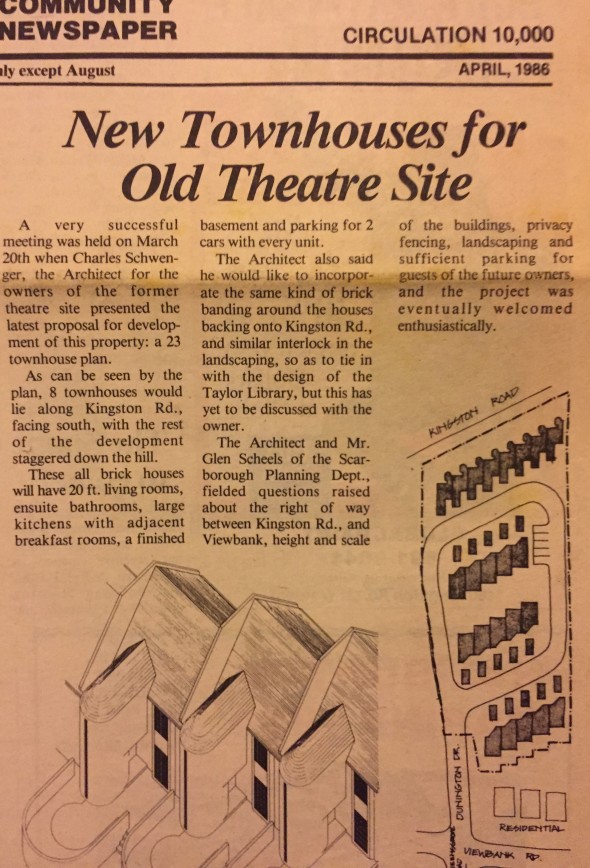 COMMUNITY
NEWSPAPER
CIRCULATION 10,000
except August
APRIL, 1986
New Townhouses for
Old Theatre Site
A very successful
meeting was held on March
20th when Charles Schwen-
ger, the Architect for the
owners of the former
theatre site presented the
latest proposal for develop-
ment of this property: a 23
townhouse plan.
As can be seen by the
plan, 8 townhouses would
lie along Kingston Rd.,
facing south, with the rest
of the development
staggered down the hill.
These all brick houses
will have 20 ft. living rooms,
ensuite bathrooms, large
kitchens with adjacent
breakfast rooms, a finished
basement and parking for 2
cars with every unit.
The Architect also said
he would like to incorpor-
ate the same kind of brick
banding around the houses
backing onto Kingston Rd.,
and similar interlock in the
landscaping, so as to tie in
with the design of the
Taylor Library, but this has
yet to be discussed with the
owner.
The Architect and Mr.
Glen Scheels of the Scar-
borough Planning Dept.,
fielded questions raised
about the right of way
between Kingston Rd., and
Viewbank, height and scale
of the buildings, privacy
fencing, landscaping and
sufficient parking for
guests of the future owners,
and the project was
eventually welcomed
enthusiastically.
KINGSTON ROAD
DUNINGTON DR.
RESIDENTIAL
VIEWBANK RD.